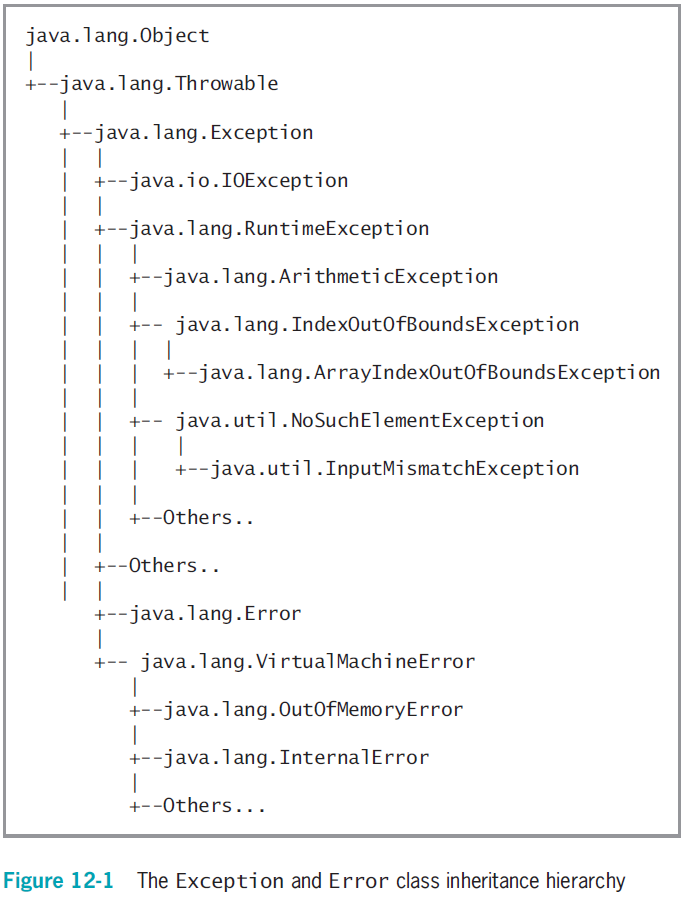 java.lang.Object
|
+--java.lang.Throwable
|
+--java.lang.Exception
| |
| +--java.io.IOException
| |
| +--java.lang.RuntimeException
| | |
| | +--java.lang.ArithmeticException
| | |
| | +-- java.lang.IndexOutOfBoundsException
| | | |
| | | +--java.lang.ArrayIndexOutOfBoundsException
| | |
| | +-- java.util.NoSuchElementException
| | | |
| | | +--java.util.InputMismatchException
| | |
| | +--Others..
| |
| +--Others..
| |
+--java.lang.Error
|
+-- java.lang.VirtualMachineError
|
+--java.lang.OutOfMemoryError
|
+--java.lang.InternalError
|
+--Others...
Figure 12-1 The Exception and Error class inheritance hierarchy